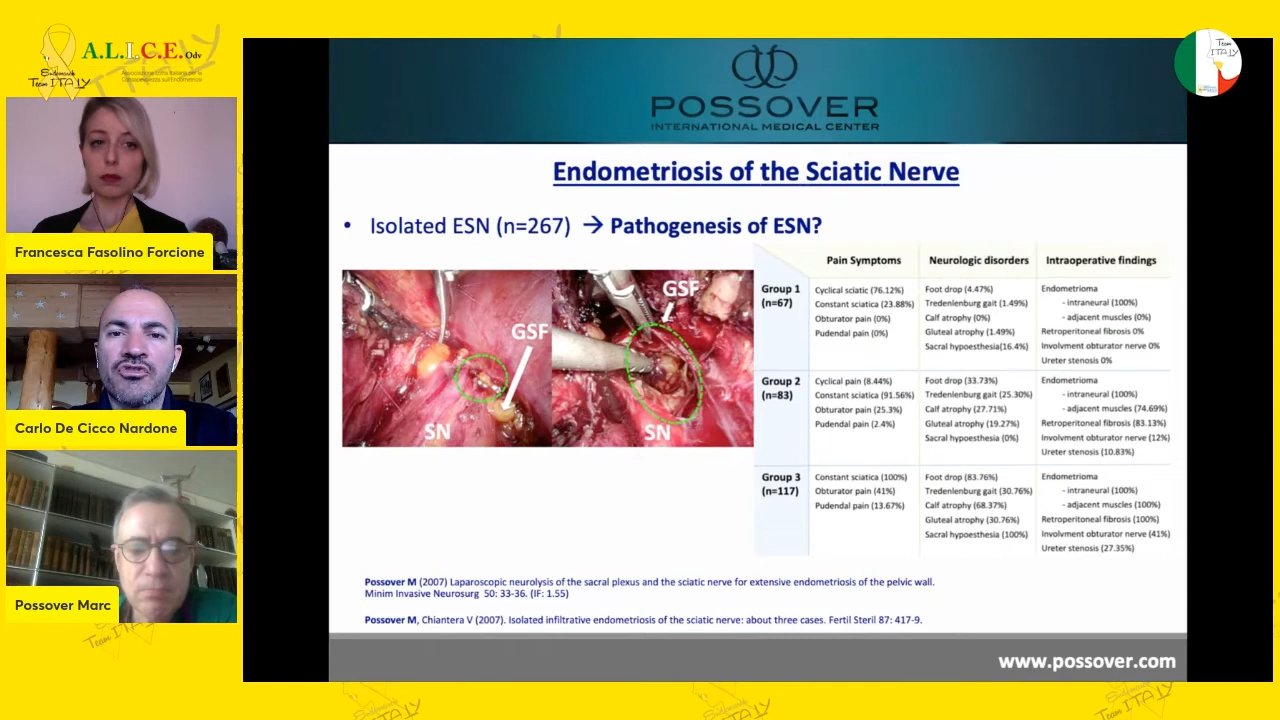 A.L.I.C.E. Odv
Endomarch
Team ITALY
Team
ITALY
Francesca Fasolino Forcione
Carlo De Cicco Nardone
Possover Marc
POSSOVER
INTERNATIONAL MEDICAL CENTER
Endometriosis of the Sciatic Nerve
• Isolated ESN (n=267) → Pathogenesis of ESN?
GSF
SN
GSF
SN
Pain Symptoms Neurologic disorders Intraoperative findings
Group 1
(n=67)
Cyclical sciatic (76.12%)
Constant sciatica (23.88%)
Obturator pain (0%)
Pudendal pain (0%)
Foot drop (4.47%)
Tredenlenburg gait (1.49%)
Calf atrophy (0%)
Gluteal atrophy (1.49%)
Sacral hypoesthesia(16.4%)
Endometrioma
- intraneural (100%)
- adjacent muscles (0%)
Retroperitoneal fibrosis 0%
Involvment obturator nerve 0%
Ureter stenosis 0%
Group 2
(n=83)
Cyclical pain (8.44%)
Constant sciatica (91.56%)
Obturator pain (25.3%)
Pudendal pain (2.4%)
Foot drop (33.73%)
Tredenlenburg gait (25.30%)
Calf atrophy (27.71%)
Gluteal atrophy (19.27%)
Sacral hypoesthesia (0%)
Endometrioma
- intraneural (100%)
- adjacent muscles (74.69%)
Retroperitoneal fibrosis (83.13%)
Involvment obturator nerve (12%)
Ureter stenosis (10.83%)
Group 3
(n=117)
Constant sciatica (100%)
Obturator pain (41%)
Pudendal pain (13.67%)
Foot drop (83.76%)
Tredenlenburg gait (30.76%)
Calf atrophy (68.37%)
Gluteal atrophy (30.76%)
Sacral hypoesthesia (100%)
Endometrioma
- intraneural (100%)
- adjacent muscles (100%)
Retroperitoneal fibrosis (100%)
Involvment obturator nerve (41%)
Ureter stenosis (27.35%)
Possover M (2007) Laparoscopic neurolysis of the sacral plexus and the sciatic nerve for extensive endometriosis of the pelvic wall.
Minim Invasive Neurosurg 50: 33-36. (IF: 1.55)
Possover M, Chiantera V (2007). Isolated infiltrative endometriosis of the sciatic nerve: about three cases. Fertil Steril 87: 417-9.
www.possover.com